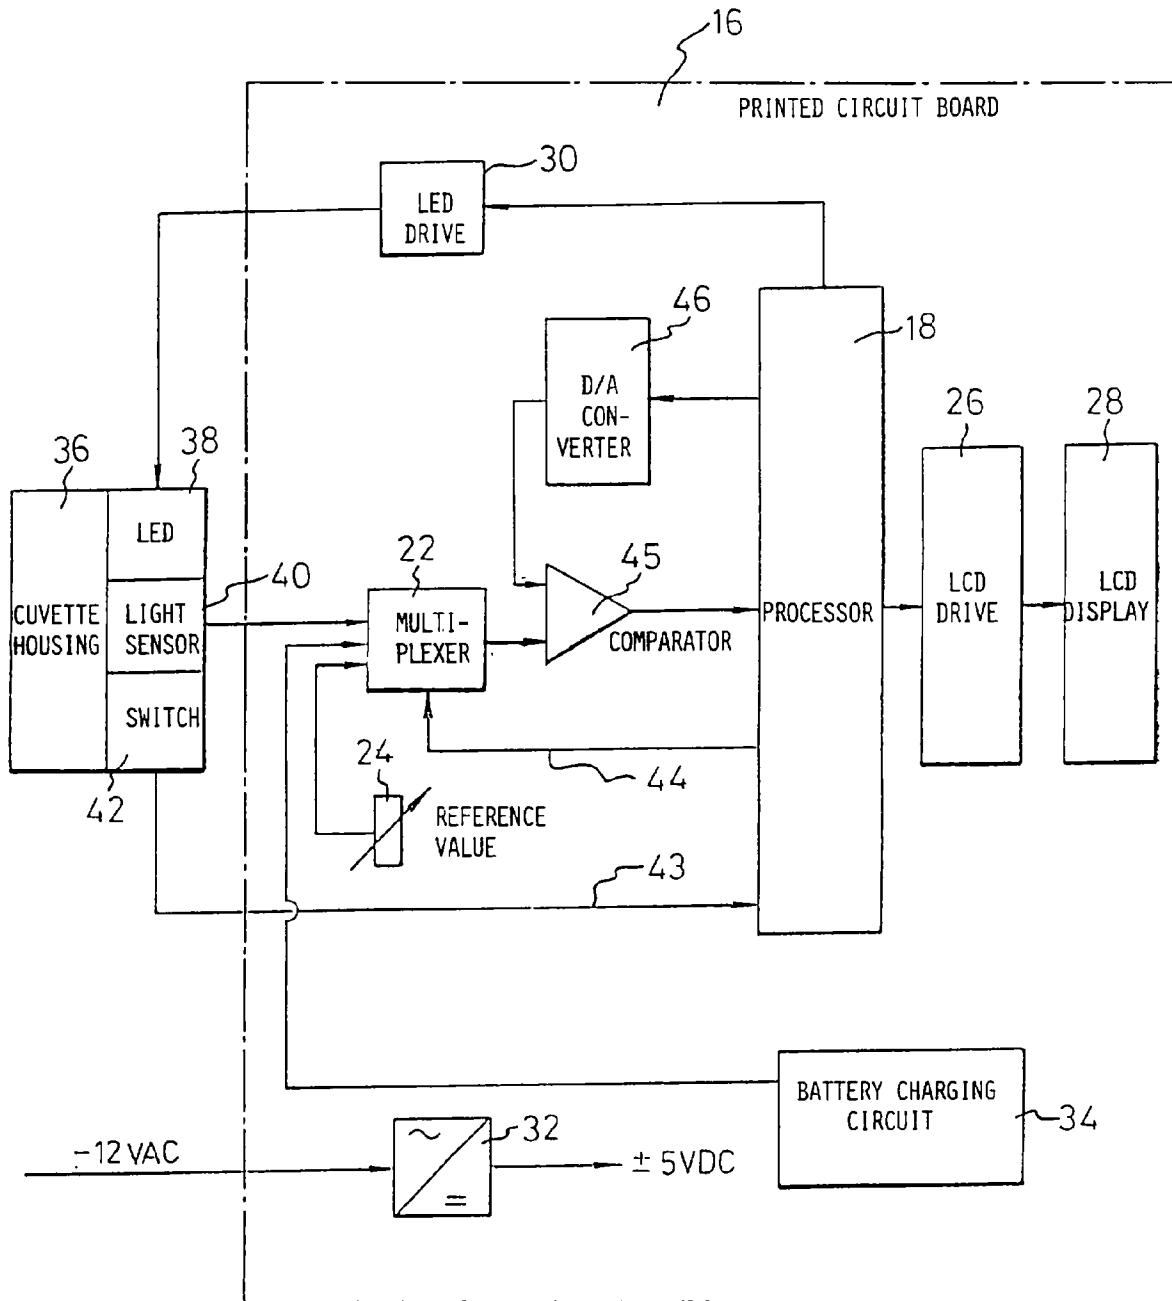 16
PRINTED CIRCUIT BOARD
30
LED
DRIVE
46
18
D/A
CON-
VERTER
26
28
36
38
LED
22
45
40
CUVETTE
HOUSING
LIGHT
SENSOR
MULTI-
PLEXER
COMPARATOR
PROCESSOR
LCD
DRIVE
LCD
DISPLAY
SWITCH
42
24
44
REFERENCE
VALUE
43
BATTERY CHARGING
CIRCUIT
34
-12 VAC
~
=
32
± 5VDC